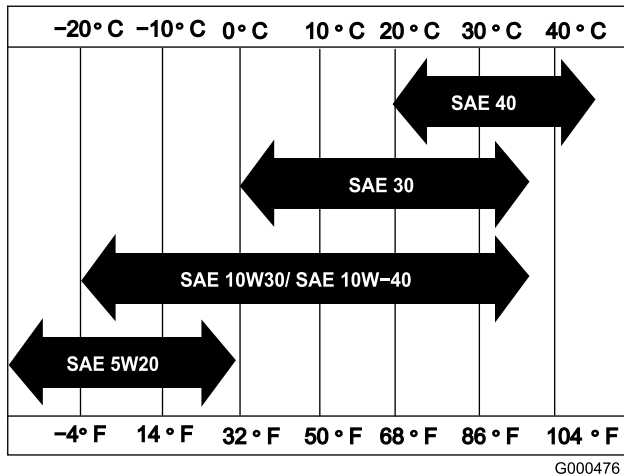 −20° C −10° C 0° C 10° C 20° C 30° C 40° C
SAE 40
SAE 30
SAE 10W30/ SAE 10W−40
SAE 5W20
−4° F 14° F 32° F 50° F 68° F 86° F 104° F
G000476